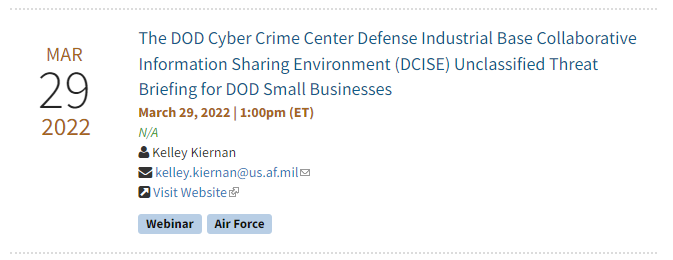 MAR
29
2022
The DOD Cyber Crime Center Defense Industrial Base Collaborative
Information Sharing Environment (DCISE) Unclassified Threat
Briefing for DOD Small Businesses
March 29, 2022 | 1:00pm (ET)
N/A
Kelley Kiernan
kelley.kiernan@us.af.mil
Visit Website
Webinar Air Force